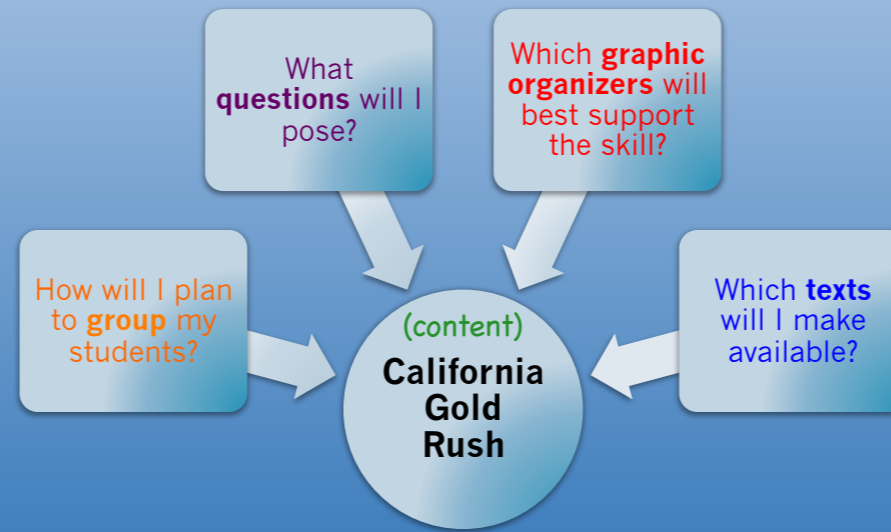 What
questions will I
pose?
Which graphic
organizers will
best support
the skill?
How will I plan
to group my
students?
Which texts
will I make
available?
(content)
California
Gold
Rush